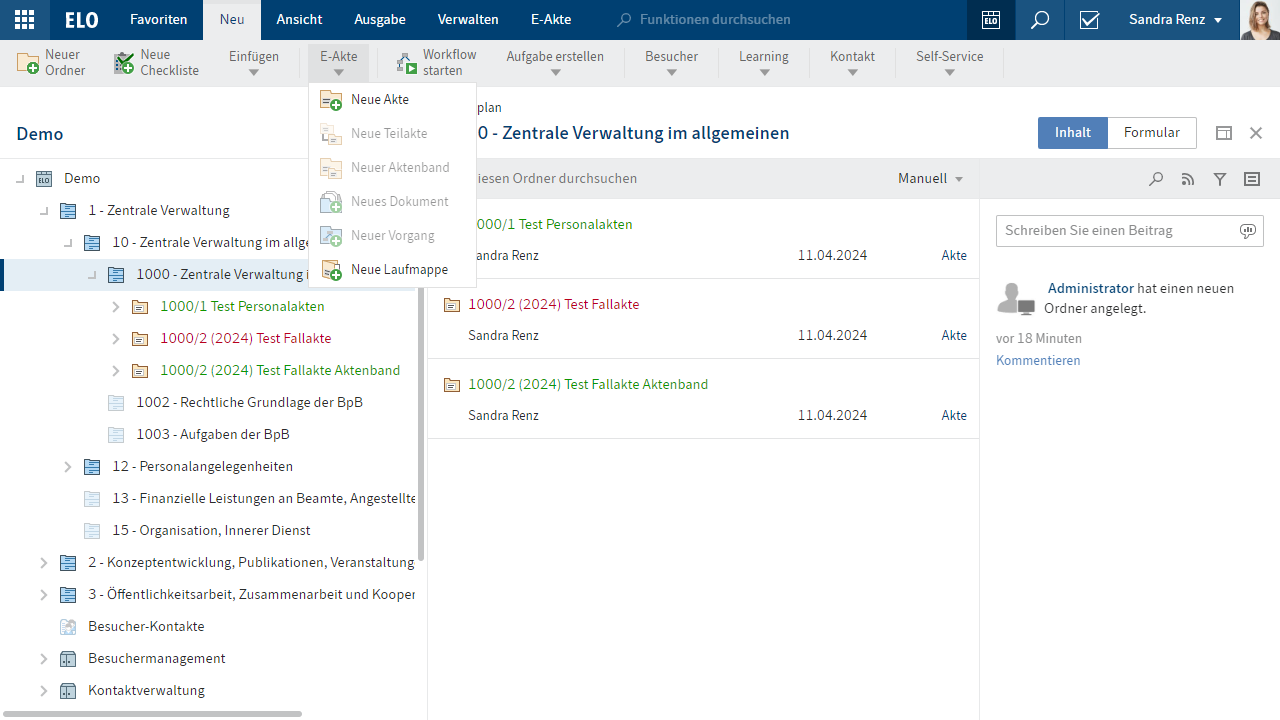 ELO
Favoriten
Neu
Ansicht
Ausgabe
Verwalten
E-Akte
Funktionen durchsuchen
ELO
Sandra Renz
Neuer
Ordner
Neue
Checkliste
Einfügen
E-Akte
Workflow
starten
Aufgabe erstellen
Besucher
Learning
Kontakt
Self-Service
Neue Akte
Neue Teilakte
Neuer Aktenband
Neues Dokument
Neuer Vorgang
Neue Laufmappe
Demo
Demo
1 - Zentrale Verwaltung
10 - Zentrale Verwaltung im allge
1000 - Zentrale Verwaltung i
1000/1 Test Personalakten
1000/2 (2024) Test Fallakte
1000/2 (2024) Test Fallakte Aktenband
1002 - Rechtliche Grundlage der BpB
1003 - Aufgaben der BpB
12 - Personalangelegenheiten
13 - Finanzielle Leistungen an Beamte, Angestellte
15 - Organisation, Innerer Dienst
2 - Konzeptentwicklung, Publikationen, Veranstaltung
3 - Öffentlichkeitsarbeit, Zusammenarbeit und Kooper
Besucher-Kontakte
Besuchermanagement
Kontaktverwaltung
plan
0 - Zentrale Verwaltung im allgemeinen
Inhalt
Formular
iesen Ordner durchsuchen
Manuell
000/1 Test Personalakten
Sandra Renz
11.04.2024
Akte
1000/2 (2024) Test Fallakte
Sandra Renz
11.04.2024
Akte
1000/2 (2024) Test Fallakte Aktenband
Sandra Renz
11.04.2024
Akte
Schreiben Sie einen Beitrag
Administrator hat einen neuen
Ordner angelegt.
vor 18 Minuten
Kommentieren